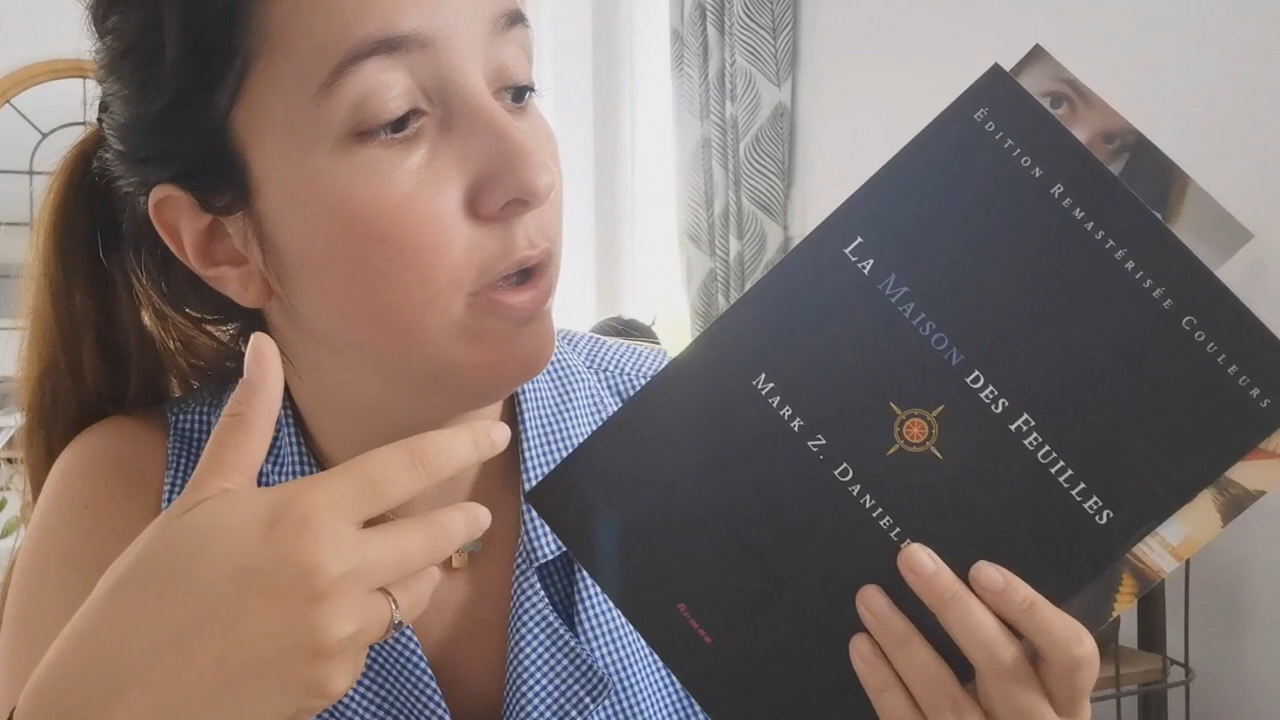 ÉDITION REMASTÉRISÉE COULEURS
LA MAISON DES FEUILLES
MARK Z. DANIEL